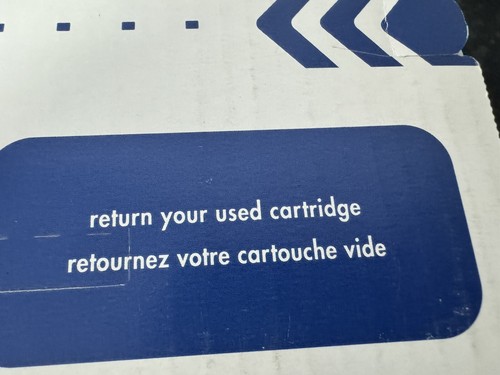 return your used cartridge
retournez votre cartouche vide